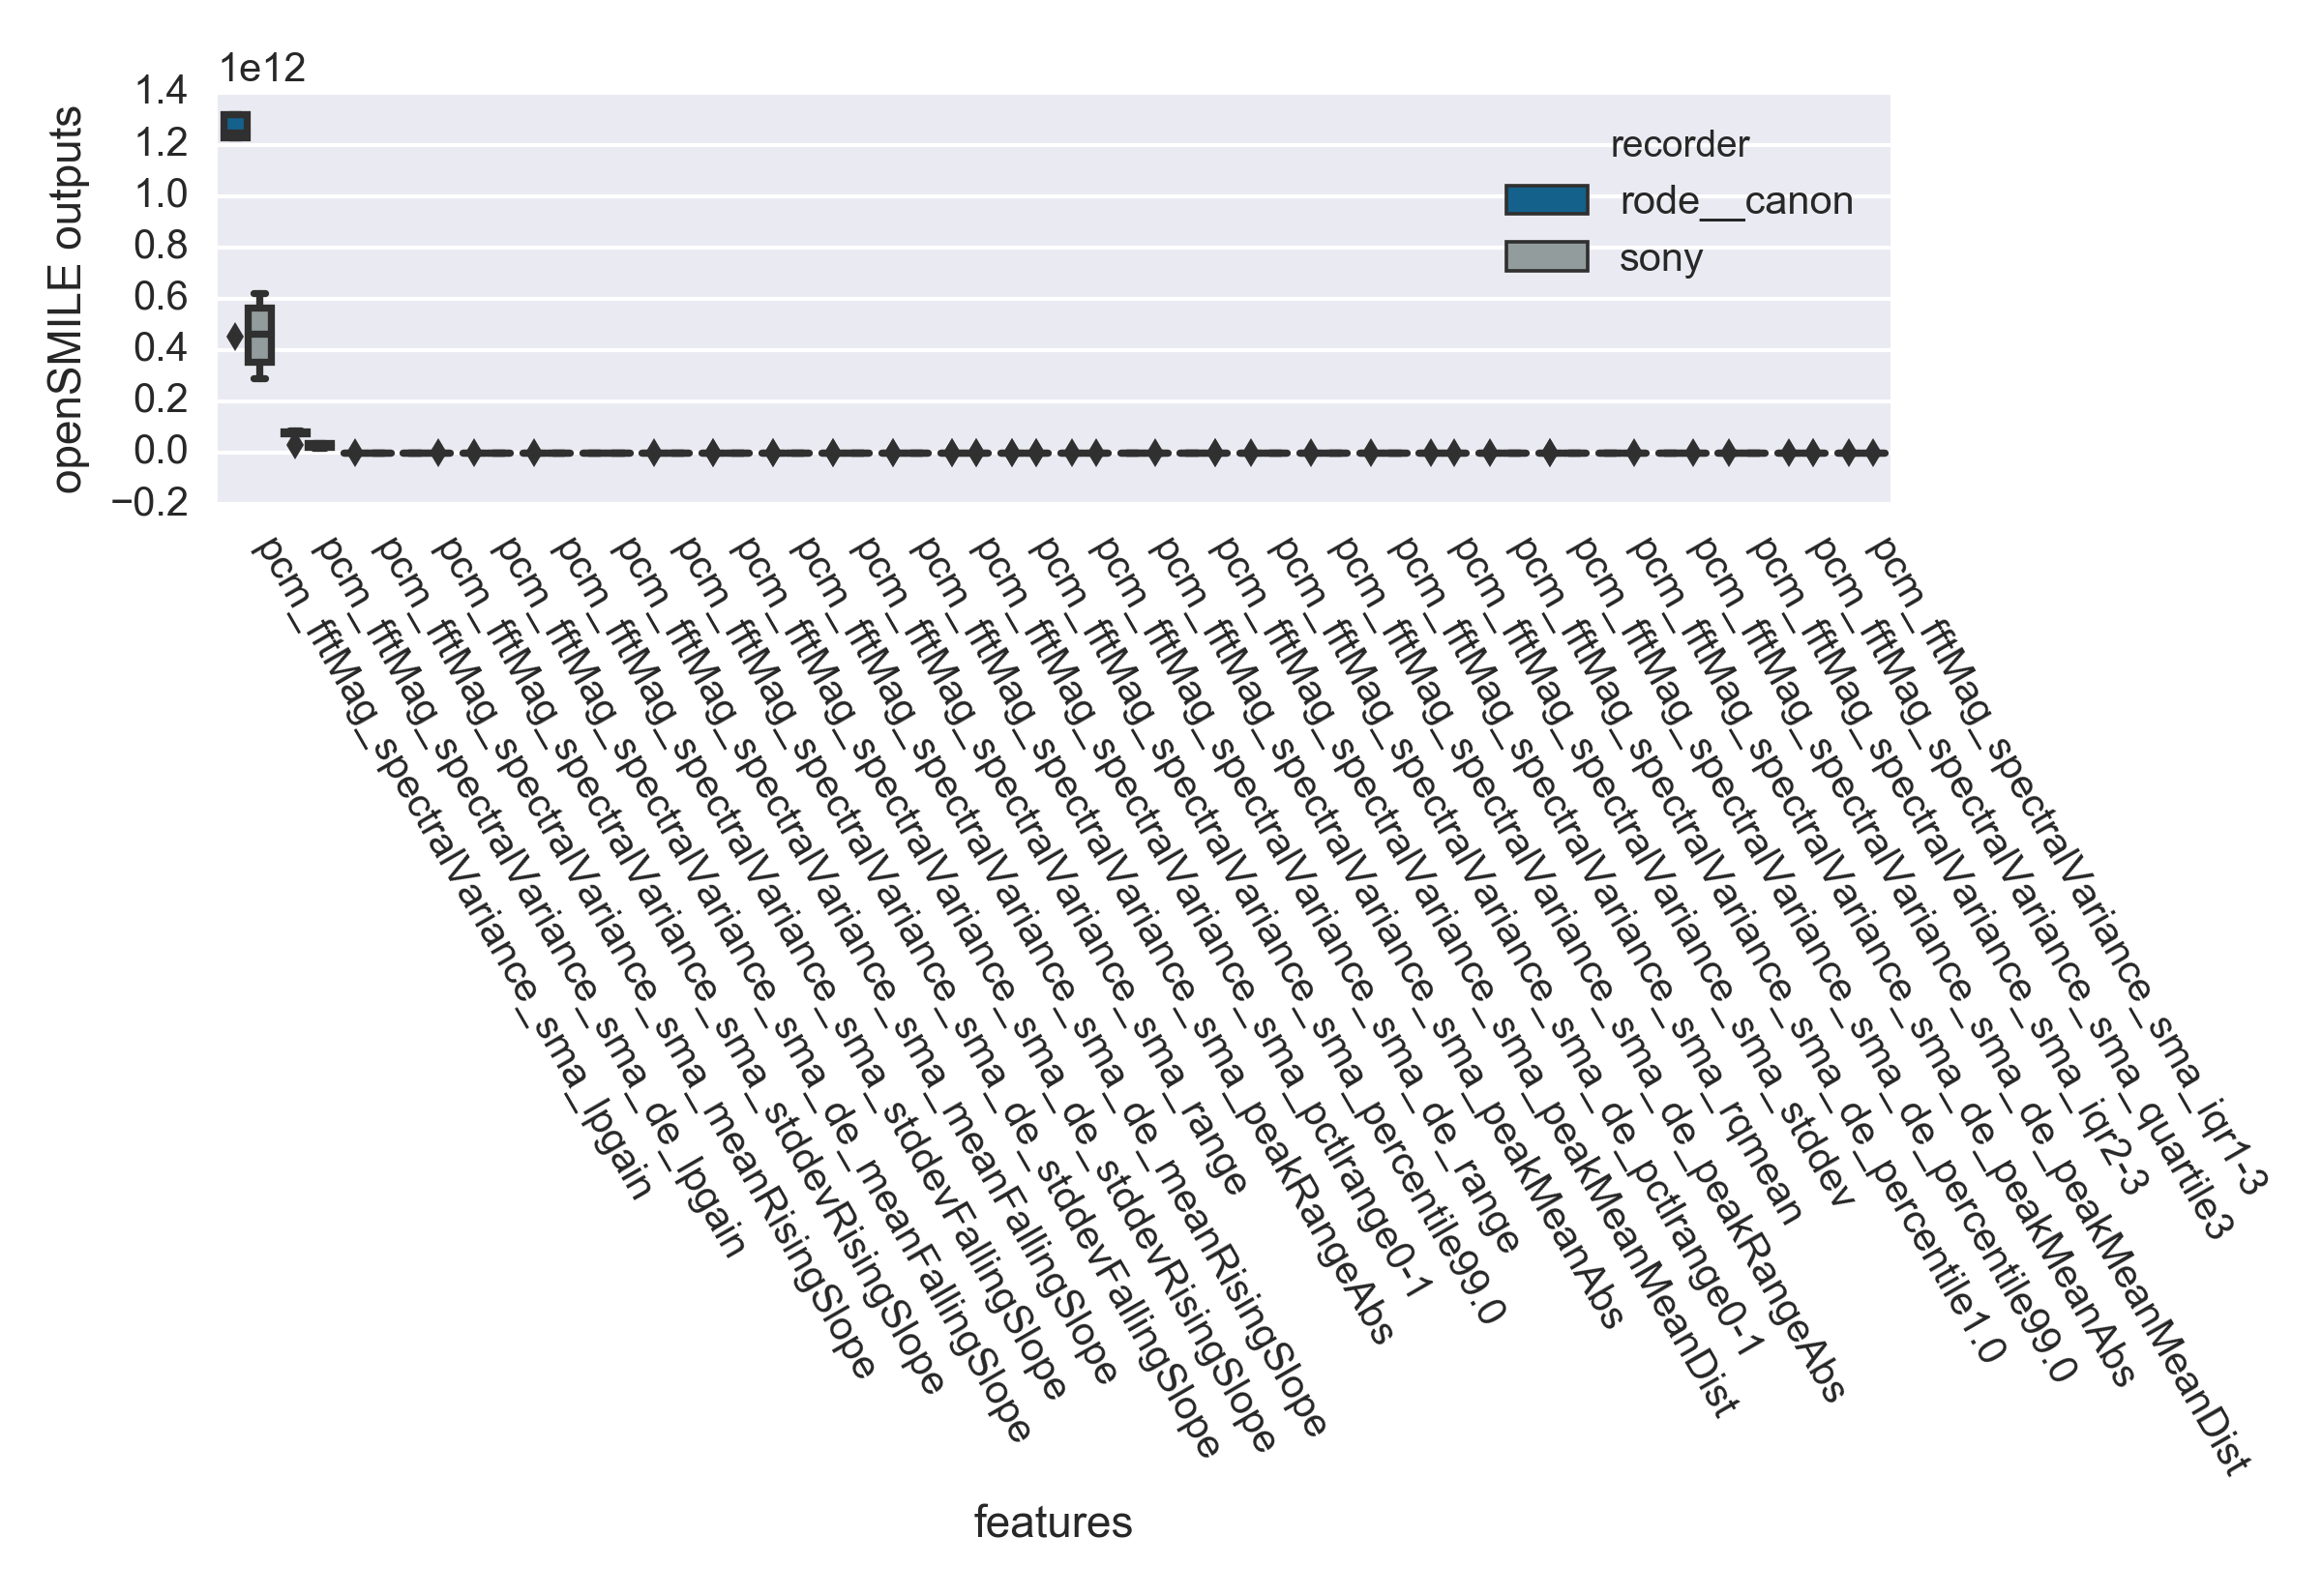 1e12
1.4
1.2
1.0
0.8
0.6
0.4
0.2
0.0
−0.2
openSMILE outputs
recorder
rode__canon
sony
pcm_fftMag_spectralVariance_sma_lpgain
pcm_fftMag_spectralVariance_sma_de_lpgain
pcm_fftMag_spectralVariance_sma_meanRisingSlope
pcm_fftMag_spectralVariance_sma_stddevRisingSlope
pcm_fftMag_spectralVariance_sma_de_meanFallingSlope
pcm_fftMag_spectralVariance_sma_stddevFallingSlope
pcm_fftMag_spectralVariance_sma_meanFallingSlope
pcm_fftMag_spectralVariance_sma_de_stddevFallingSlope
pcm_fftMag_spectralVariance_sma_de_stddevRisingSlope
pcm_fftMag_spectralVariance_sma_de_meanRisingSlope
pcm_fftMag_spectralVariance_sma_range
pcm_fftMag_spectralVariance_sma_peakRangeAbs
pcm_fftMag_spectralVariance_sma_pctlrange0-1
pcm_fftMag_spectralVariance_sma_percentile99.0
pcm_fftMag_spectralVariance_sma_de_range
pcm_fftMag_spectralVariance_sma_peakMeanAbs
pcm_fftMag_spectralVariance_sma_peakMeanDist
pcm_fftMag_spectralVariance_sma_de_pctlrange0-1
pcm_fftMag_spectralVariance_sma_de_peakRangeAbs
pcm_fftMag_spectralVariance_sma_rqmean
pcm_fftMag_spectralVariance_sma_stddev
pcm_fftMag_spectralVariance_sma_de_percentile1.0
pcm_fftMag_spectralVariance_sma_de_percentile99.0
pcm_fftMag_spectralVariance_sma_de_peakMeanAbs
pcm_fftMag_spectralVariance_sma_de_peakMeanDist
pcm_fftMag_spectralVariance_sma_iqr2-3
pcm_fftMag_spectralVariance_sma_quartile3
pcm_fftMag_spectralVariance_sma_iqr1-3
features